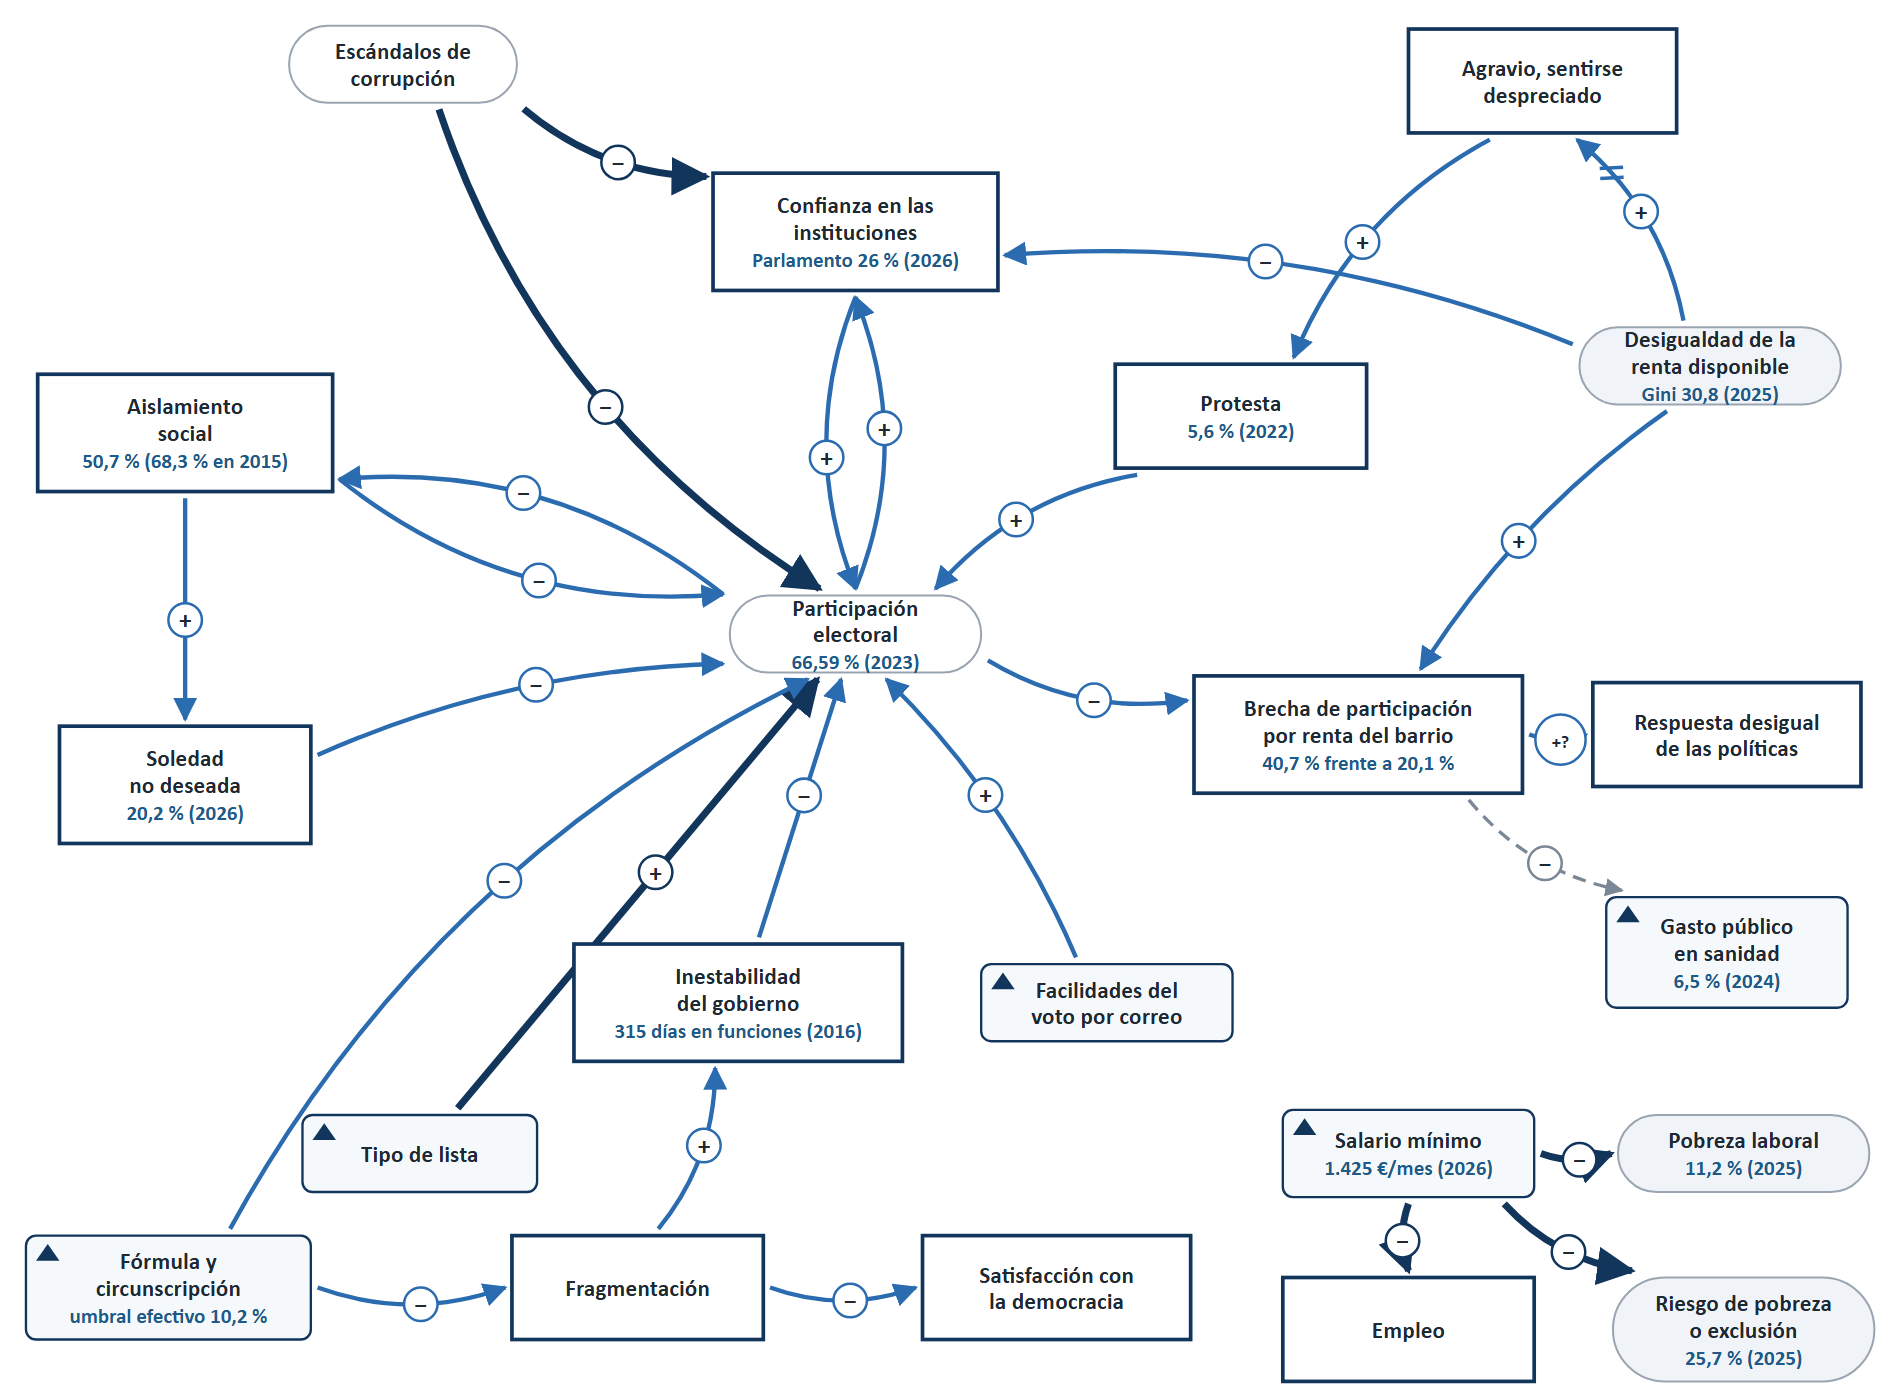 Escándalos de
corrupción
Agravio, sentirse
despreciado
−
Confianza en las
instituciones
Parlamento 26 % (2026)
+
+
−
Desigualdad de la
renta disponible
Gini 30,8 (2025)
Protesta
5,6 % (2022)
Aislamiento
social
50,7 % (68,3 % en 2015)
−
+
+
−
+
−
+
−
+
Participación
electoral
66,59 % (2023)
−
−
Brecha de participación
por renta del barrio
40,7 % frente a 20,1 %
+?
Respuesta desigual
de las políticas
Soledad
no deseada
20,2 % (2026)
−
+
−
+
−
Gasto público
en sanidad
6,5 % (2024)
Inestabilidad
del gobierno
315 días en funciones (2016)
Facilidades del
voto por correo
Tipo de lista
+
Salario mínimo
1.425 €/mes (2026)
−
Pobreza laboral
11,2 % (2025)
−
−
Fórmula y
circunscripción
umbral efectivo 10,2 %
−
Fragmentación
−
Satisfacción con
la democracia
Empleo
Riesgo de pobreza
o exclusión
25,7 % (2025)